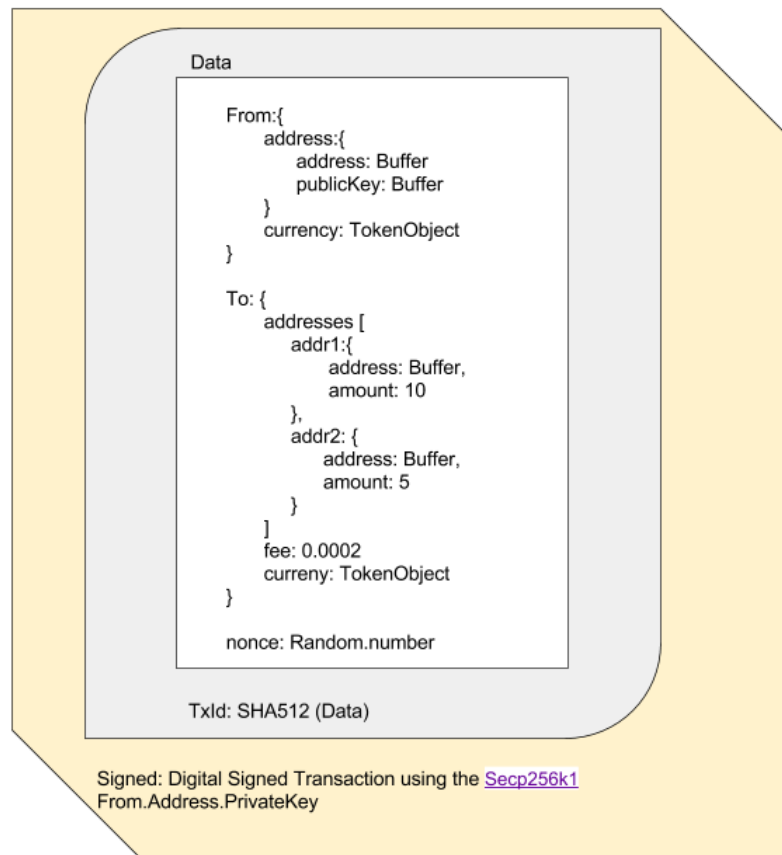 Data
From:{
address:{
address: Buffer
publicKey: Buffer
}
currency: TokenObject
}
To: {
addresses [
addr1:{
address: Buffer,
amount: 10
},
addr2: {
address: Buffer,
amount: 5
}
]
fee: 0.0002
curreny: TokenObject
}
nonce: Random.number
TxId: SHA512 (Data)
Signed: Digital Signed Transaction using the Secp256k1
From.Address.PrivateKey